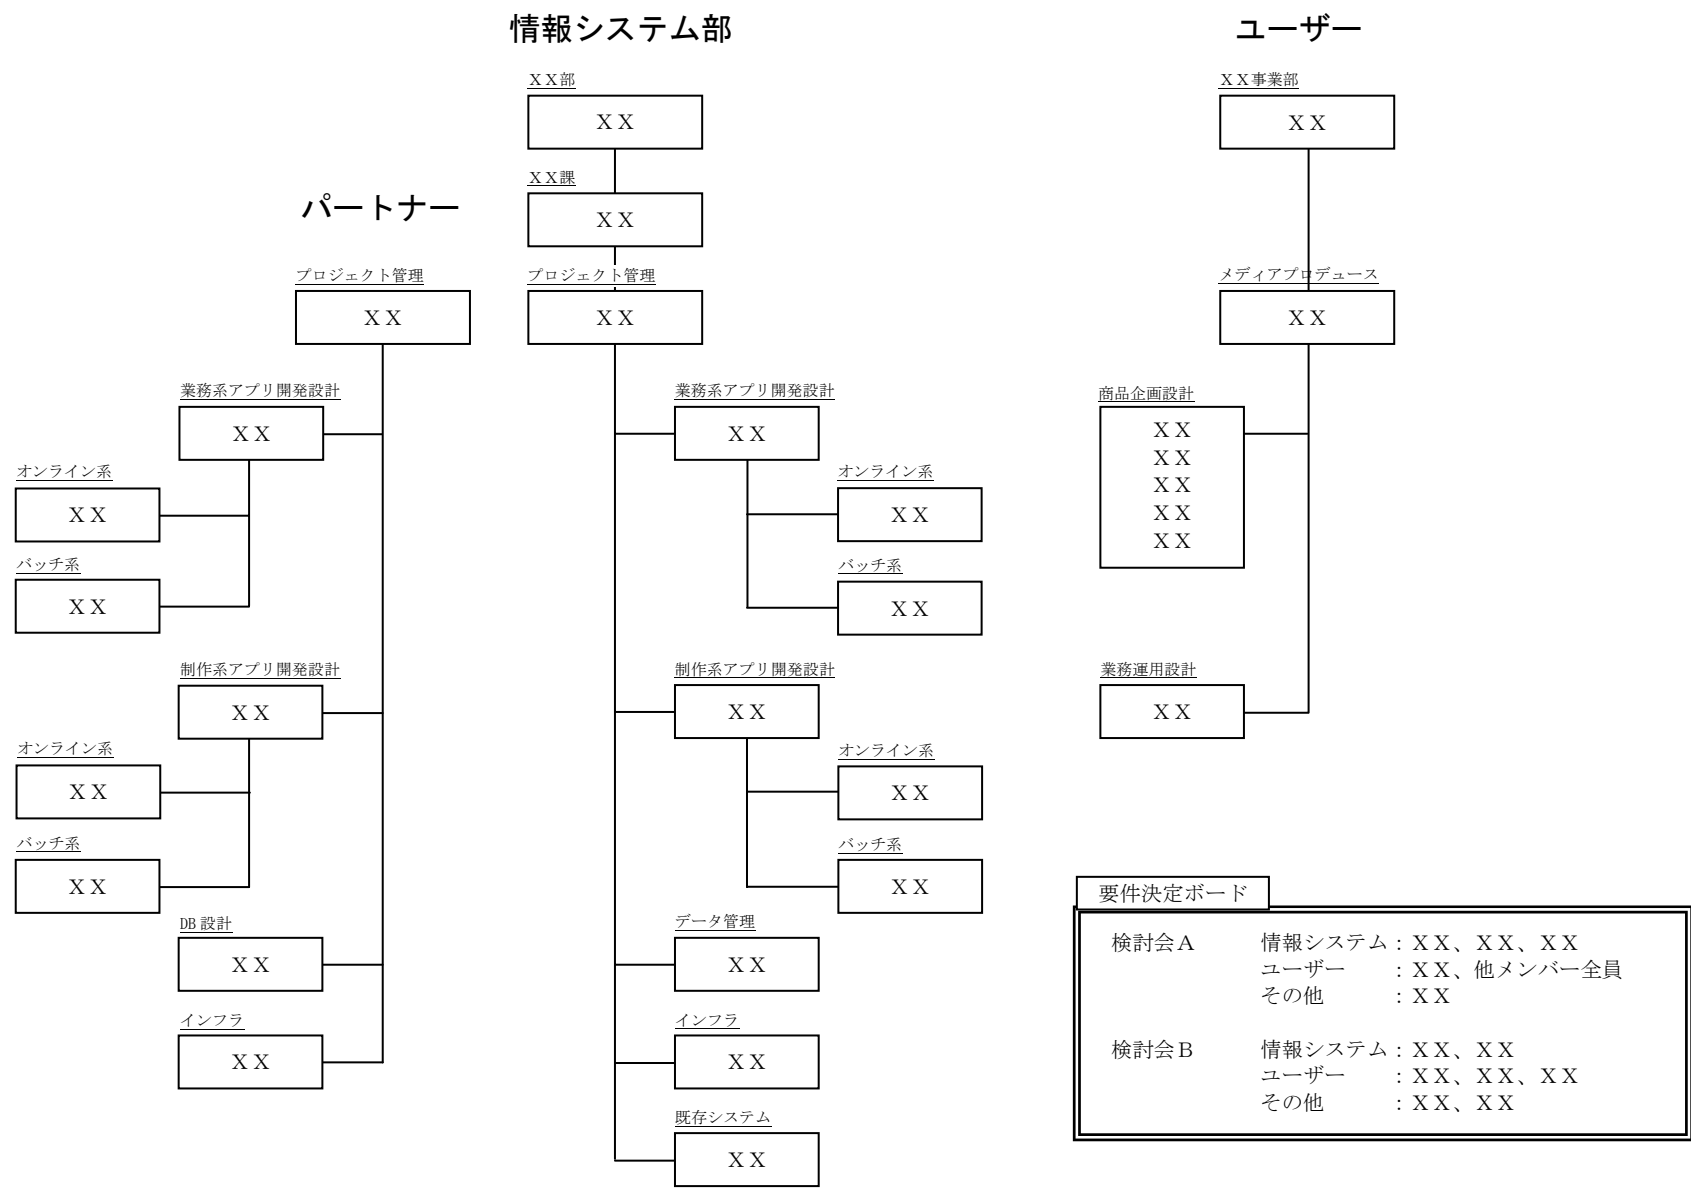 情報システム部
ユーザー
ＸＸ部
ＸＸ
ＸＸ課
ＸＸ
プロジェクト管理
ＸＸ
パートナー
プロジェクト管理
ＸＸ
業務系アプリ開発設計
ＸＸ
オンライン系
ＸＸ
バッチ系
ＸＸ
制作系アプリ開発設計
ＸＸ
オンライン系
ＸＸ
バッチ系
ＸＸ
DB 設計
ＸＸ
インフラ
ＸＸ
業務系アプリ開発設計
ＸＸ
オンライン系
ＸＸ
バッチ系
ＸＸ
制作系アプリ開発設計
ＸＸ
オンライン系
ＸＸ
バッチ系
ＸＸ
データ管理
ＸＸ
インフラ
ＸＸ
既存システム
ＸＸ
ＸＸ事業部
ＸＸ
メディアプロデュース
ＸＸ
商品企画設計
ＸＸ
ＸＸ
ＸＸ
ＸＸ
ＸＸ
業務運用設計
ＸＸ
要件決定ボード
検討会Ａ 情報システム：ＸＸ、ＸＸ、ＸＸ
ユーザー ：ＸＸ、他メンバー全員
その他 ：ＸＸ
検討会Ｂ 情報システム：ＸＸ、ＸＸ
ユーザー ：ＸＸ、ＸＸ、ＸＸ
その他 ：ＸＸ、ＸＸ